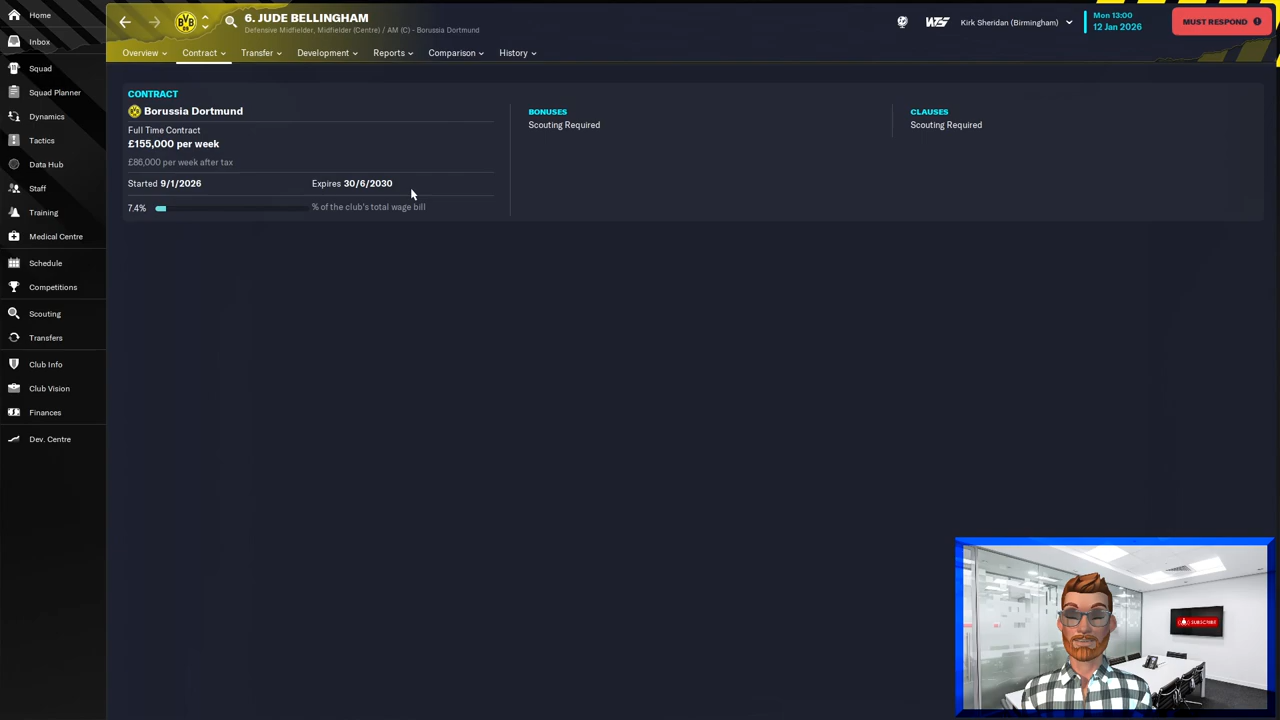 Home
Inbox
Squad
Squad Planner
Dynamics
Tactics
Data Hub
Staff
Training
Medical Centre
Schedule
Competitions
Scouting
Transfers
Club Info
Club Vision
Finances
Dev. Centre
BVB
09
6. JUDE BELLINGHAM
Defensive Midfielder, Midfielder (Centre) / AM (C) - Borussia Dortmund
Kirk Sheridan (Birmingham)
Mon 13:00
12 Jan 2026
MUST RESPOND
Overview Contract Transfer Development Reports Comparison History
CONTRACT
Borussia Dortmund
Full Time Contract
£155,000 per week
£86,000 per week after tax
Started 9/1/2026 Expires 30/6/2030
7.4% % of the club's total wage bill
BONUSES
Scouting Required
CLAUSES
Scouting Required
SUBSCRIBE